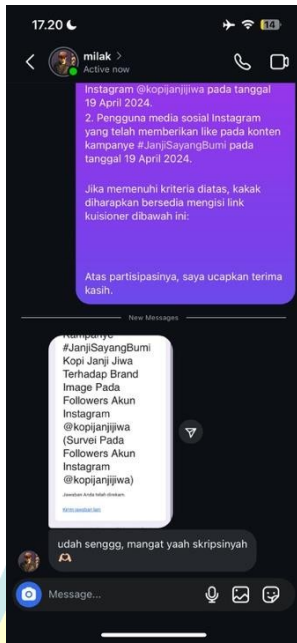 17.20
14
milak >
Active now
Instagram @kopijanjijiwa pada tanggal
19 April 2024.
2. Pengguna media sosial Instagram
yang telah memberikan like pada konten
kampanye #JanjiSayangBumi pada
tanggal 19 April 2024.
Jika memenuhi kriteria diatas, kakak
diharapkan bersedia mengisi link
kuisioner dibawah ini:
Atas partisipasinya, saya ucapkan terima
kasih.
New Messages
Kampanye
#JanjiSayangBumi
Kopi Janji Jiwa
Terhadap Brand
Image Pada
Followers Akun
Instagram
@kopijanjijiwa
(Survei Pada
Followers Akun
Instagram
@kopijanjijiwa)
Jawaban Anda telah direkam.
Kirim jawaban lain
udah senggg, mangat yaah skripsinyah
🫶🏼
Message...